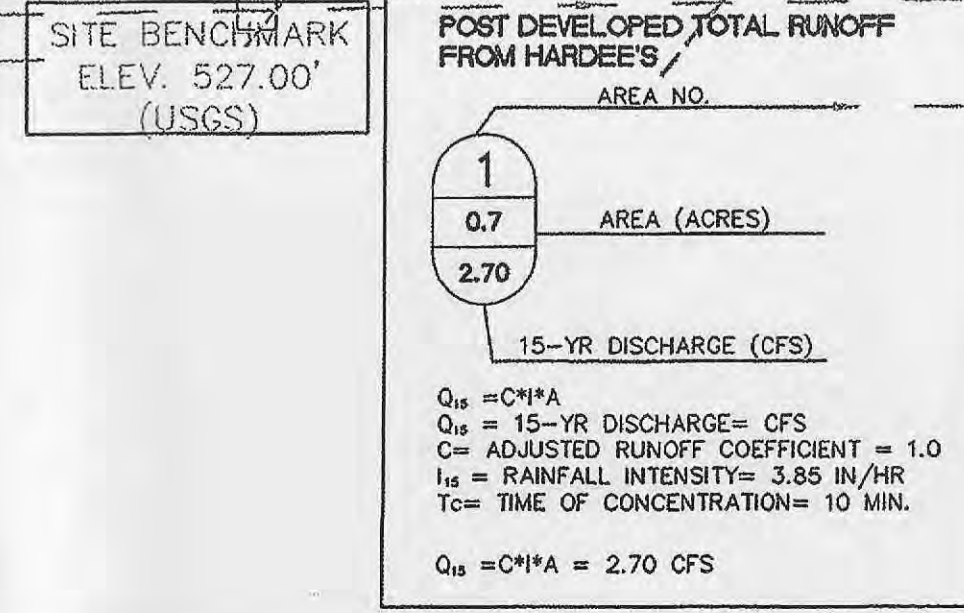 SITE BENCHMARK
ELEV. 527.00'
(USGS)
POST DEVELOPED TOTAL RUNOFF
FROM HARDEE'S
AREA NO.
1
0.7
AREA (ACRES)
2.70
15-YR DISCHARGE (CFS)
Q₁₅ =C*I*A
Q₁₅ = 15-YR DISCHARGE= CFS
C= ADJUSTED RUNOFF COEFFICIENT = 1.0
I₁₅ = RAINFALL INTENSITY= 3.85 IN/HR
Tc= TIME OF CONCENTRATION= 10 MIN.
Q₁₅ =C*I*A = 2.70 CFS